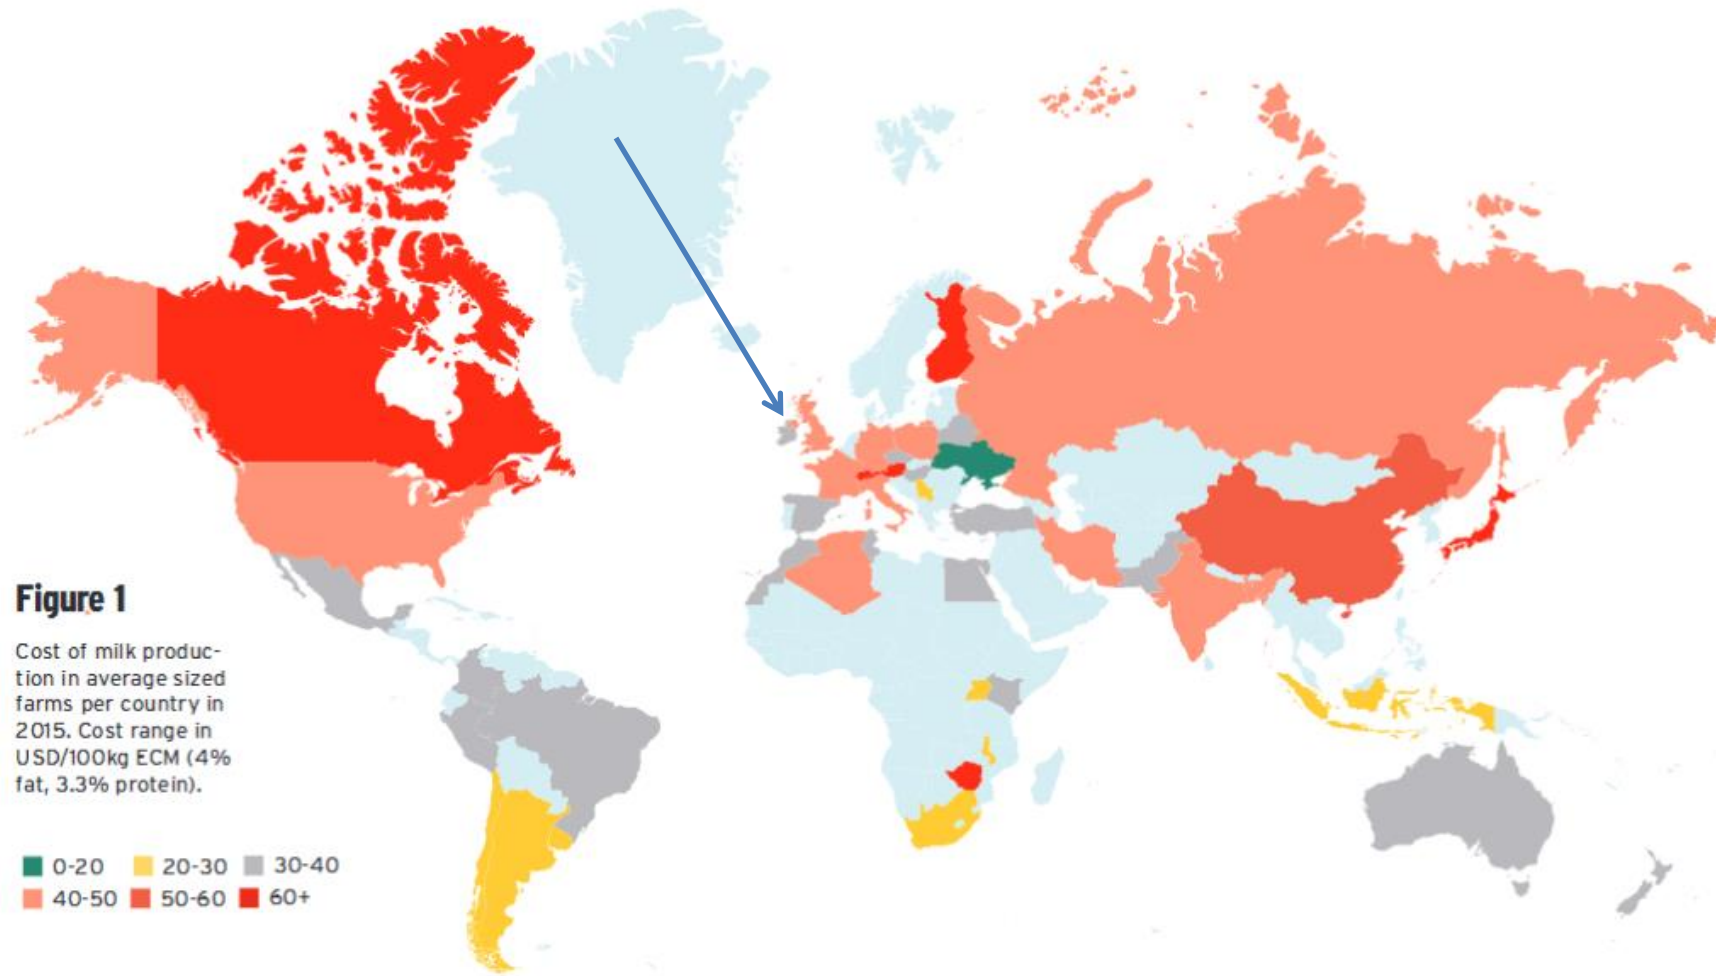 Figure 1
Cost of milk produc-
tion in average sized
farms per country in
2015. Cost range in
USD/100kg ECM (4%
fat, 3.3% protein).
0-20 20-30 30-40
40-50 50-60 60+